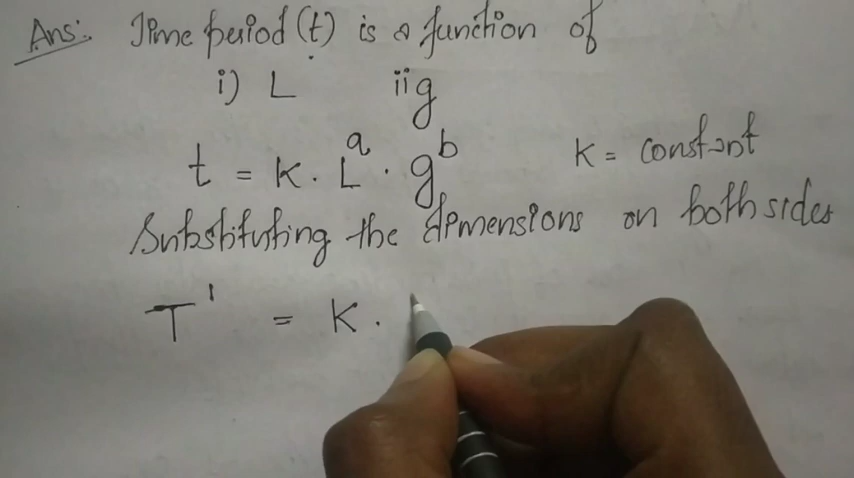 Ans:. Time period (t) is a function of
i) L ii g
t = K. L^a . g^b K = constant
Substituting the dimensions on both sides
T^1 = K.